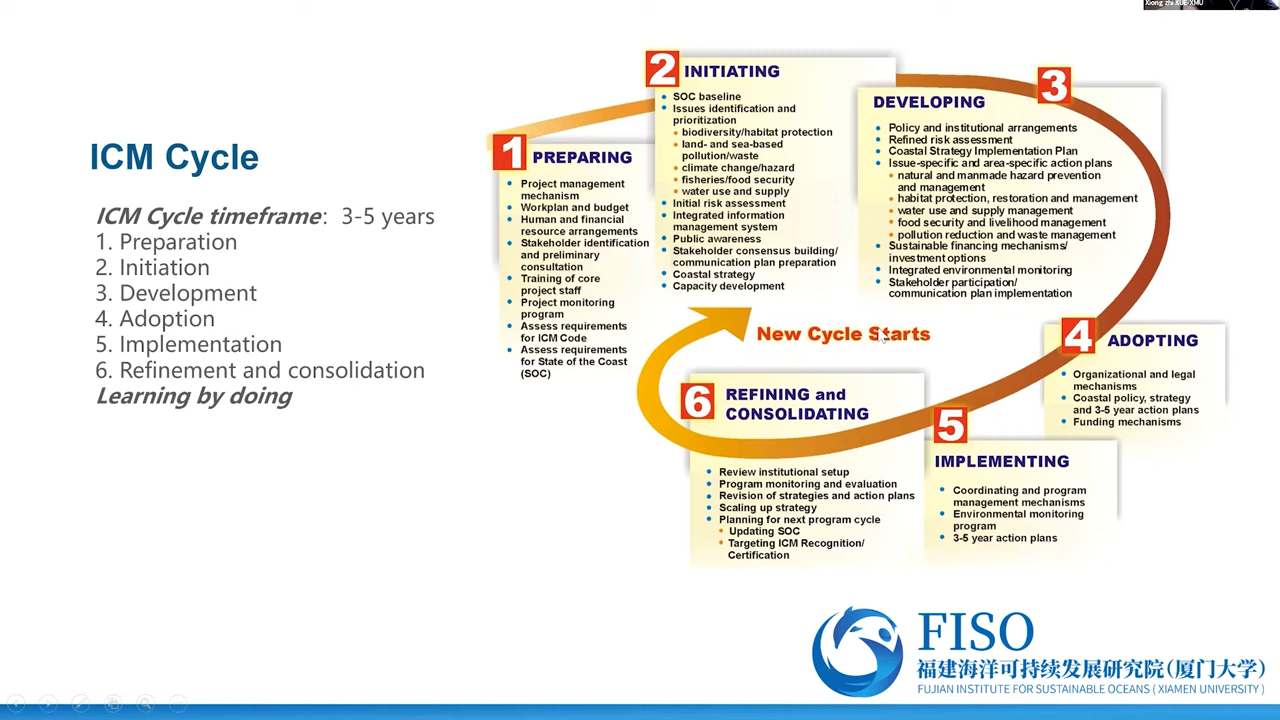 Xiong zhi XUE-XMU
ICM Cycle
ICM Cycle timeframe: 3-5 years
1. Preparation
2. Initiation
3. Development
4. Adoption
5. Implementation
6. Refinement and consolidation
Learning by doing
1 PREPARING
Project management
mechanism
Workplan and budget
Human and financial
resource arrangements
Stakeholder identification
and preliminary
consultation
Training of core
project staff
Project monitoring
program
Assess requirements
for ICM Code
Assess requirements
for State of the Coast
(SOC)
2 INITIATING
SOC baseline
Issues identification and
prioritization
biodiversity/habitat protection
land- and sea-based
pollution/waste
climate change/hazard
fisheries/food security
water use and supply
Initial risk assessment
Integrated information
management system
Public awareness
Stakeholder consensus building/
communication plan preparation
Coastal strategy
Capacity development
3
DEVELOPING
Policy and institutional arrangements
Refined risk assessment
Coastal Strategy Implementation Plan
Issue-specific and area-specific action plans
natural and manmade hazard prevention
and management
habitat protection, restoration and management
water use and supply management
food security and livelihood management
pollution reduction and waste management
Sustainable financing mechanisms/
investment options
Integrated environmental monitoring
Stakeholder participation/
communication plan implementation
4 ADOPTING
Organizational and legal
mechanisms
Coastal policy, strategy
and 3-5 year action plans
Funding mechanisms
5
IMPLEMENTING
Coordinating and program
management mechanisms
Environmental monitoring
program
3-5 year action plans
6 REFINING and
CONSOLIDATING
Review institutional setup
Program monitoring and evaluation
Revision of strategies and action plans
Scaling up strategy
Planning for next program cycle
Updating SOC
Targeting ICM Recognition/
Certification
New Cycle Starts
FISO
福建海洋可持续发展研究院(厦门大学)
FUJIAN INSTITUTE FOR SUSTAINABLE OCEANS ( XIAMEN UNIVERSITY )